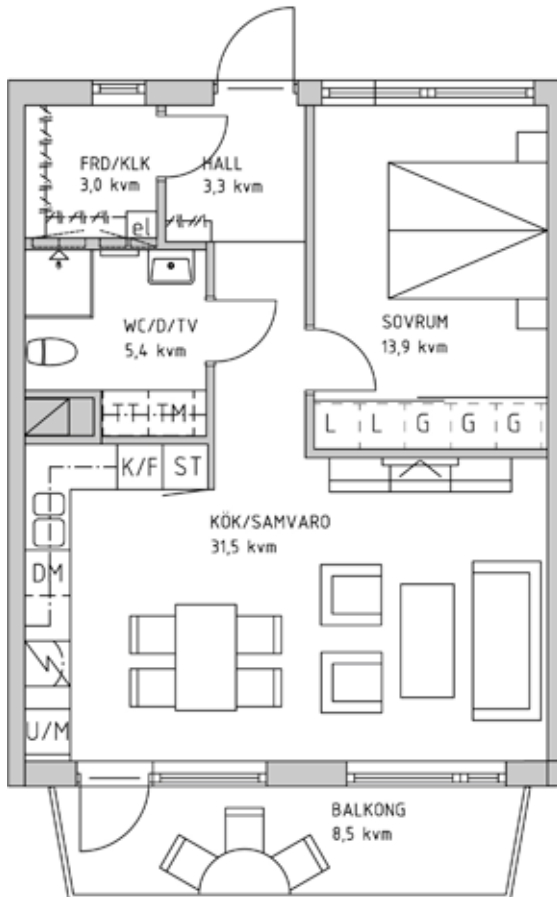 FRD/KLK
3,0 kvm
HALL
3,3 kvm
el
WC/D/TV
5,4 kvm
SOVRUM
13,9 kvm
TT TM
L L G G G
K/F ST
KÖK/SAMVARO
31,5 kvm
DM
U/M
BALKONG
8,5 kvm